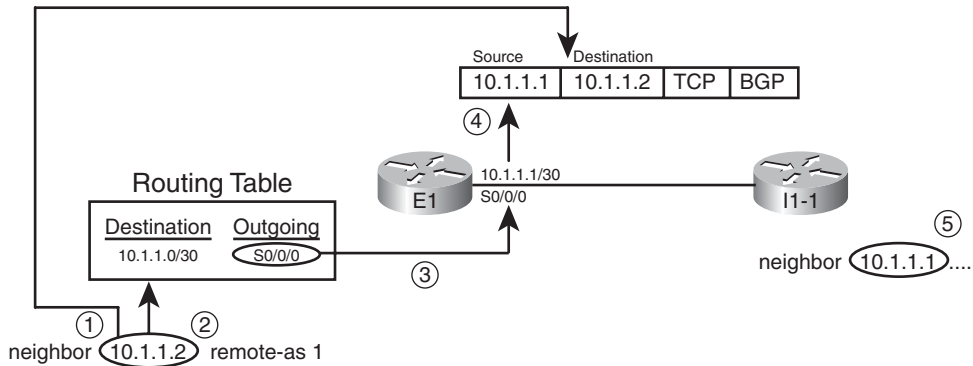 Source Destination
10.1.1.1 10.1.1.2 TCP BGP
④
10.1.1.1/30
Routing Table
E1
S0/0/0
I1-1
Destination Outgoing
10.1.1.0/30 S0/0/0
③
⑤
neighbor 10.1.1.1 ....
① ②
neighbor 10.1.1.2 remote-as 1